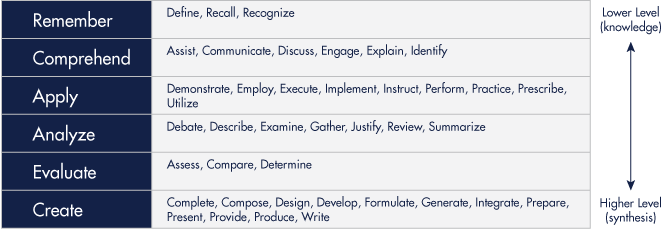 Remember
Define, Recall, Recognize
Lower Level
(knowledge)
Comprehend
Assist, Communicate, Discuss, Engage, Explain, Identify
Apply
Demonstrate, Employ, Execute, Implement, Instruct, Perform, Practice, Prescribe,
Utilize
Analyze
Debate, Describe, Examine, Gather, Justify, Review, Summarize
Evaluate
Assess, Compare, Determine
Create
Complete, Compose, Design, Develop, Formulate, Generate, Integrate, Prepare,
Present, Provide, Produce, Write
Higher Level
(synthesis)